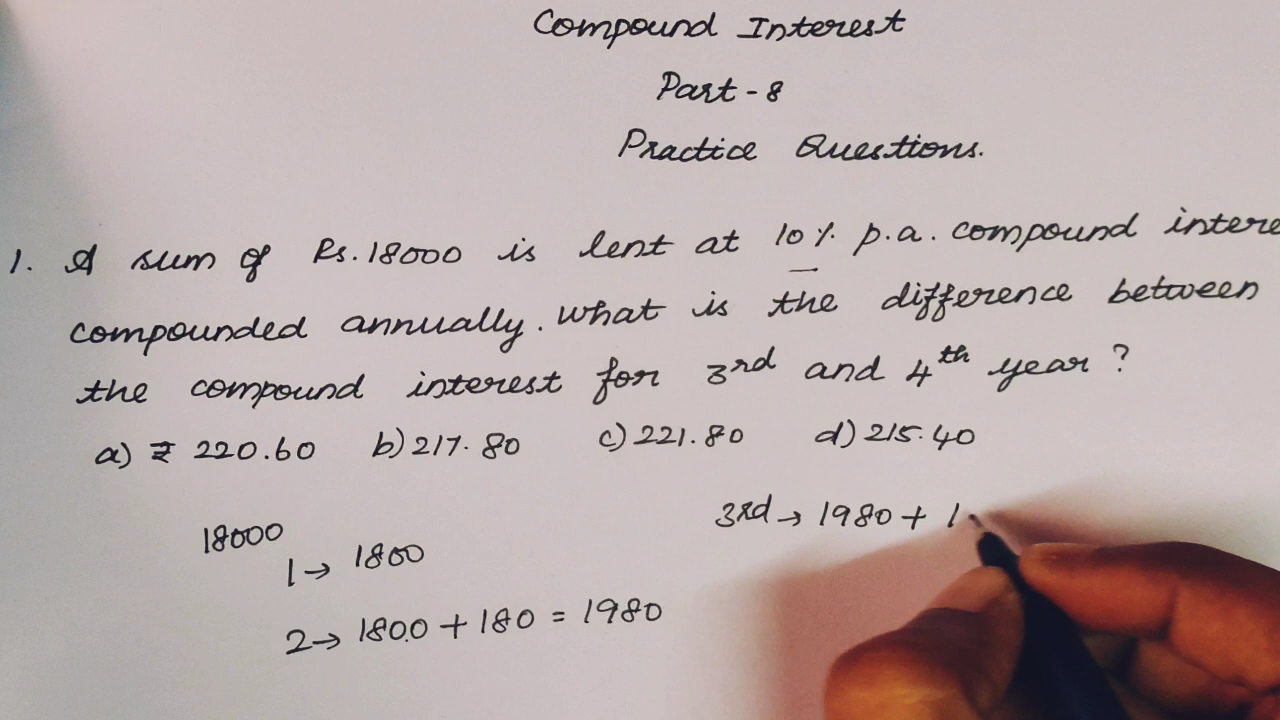 Compound Interest
Part - 8
Practice Questions.
1. A sum of Rs. 18000 is lent at 10% p.a. compound intere
compounded annually. What is the difference between
the compound interest for 3rd and 4th year?
a) ₹ 220.60 b) 217.80 c) 221.80 d) 215.40
18000
1 → 1800
2 → 1800 + 180 = 1980
3rd → 1980 + 1